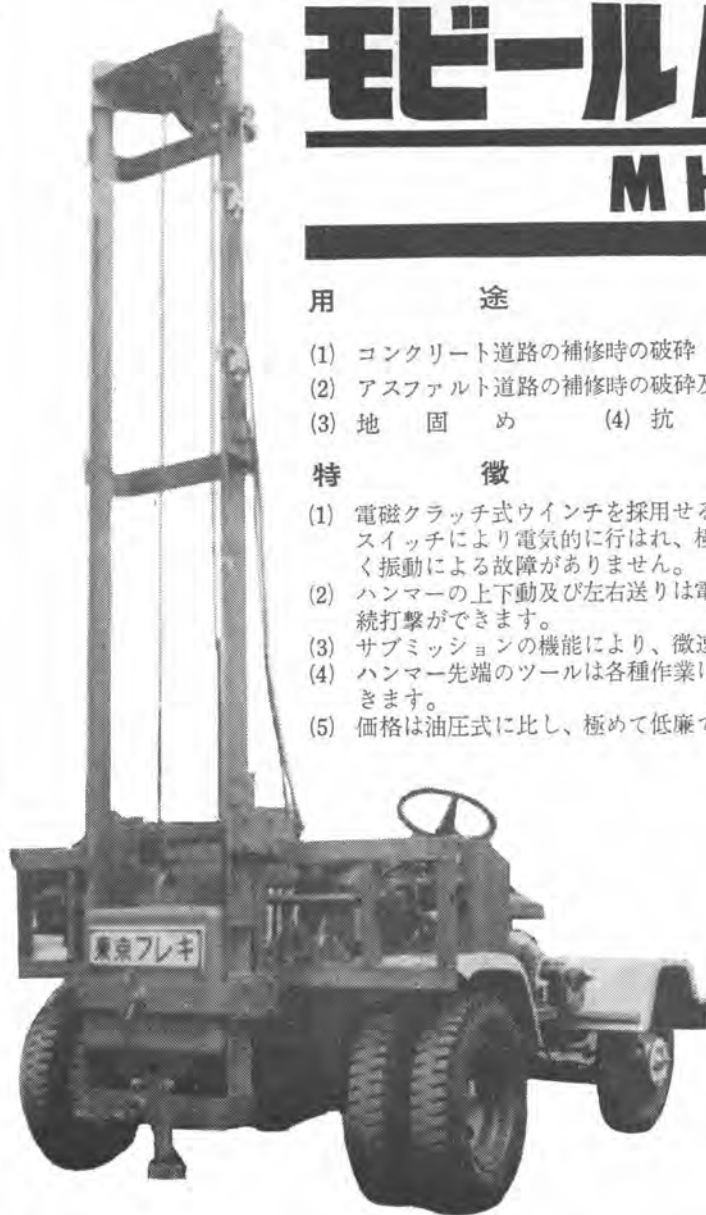 モビール
MH
用途
(1) コンクリート道路の補修時の破砕
(2) アスファルト道路の補修時の破砕及
(3) 地固め (4) 抗
特徴
(1) 電磁クラッチ式ウインチを採用せる
スイッチにより電気的に行はれ、極
く振動による故障がありません。
(2) ハンマーの上下動及び左右送りは電
続打撃ができます。
(3) サブミッションの機能により、微速
(4) ハンマー先端のツールは各種作業に
きます。
(5) 価格は油圧式に比し、極めて低廉で
東京フレキ